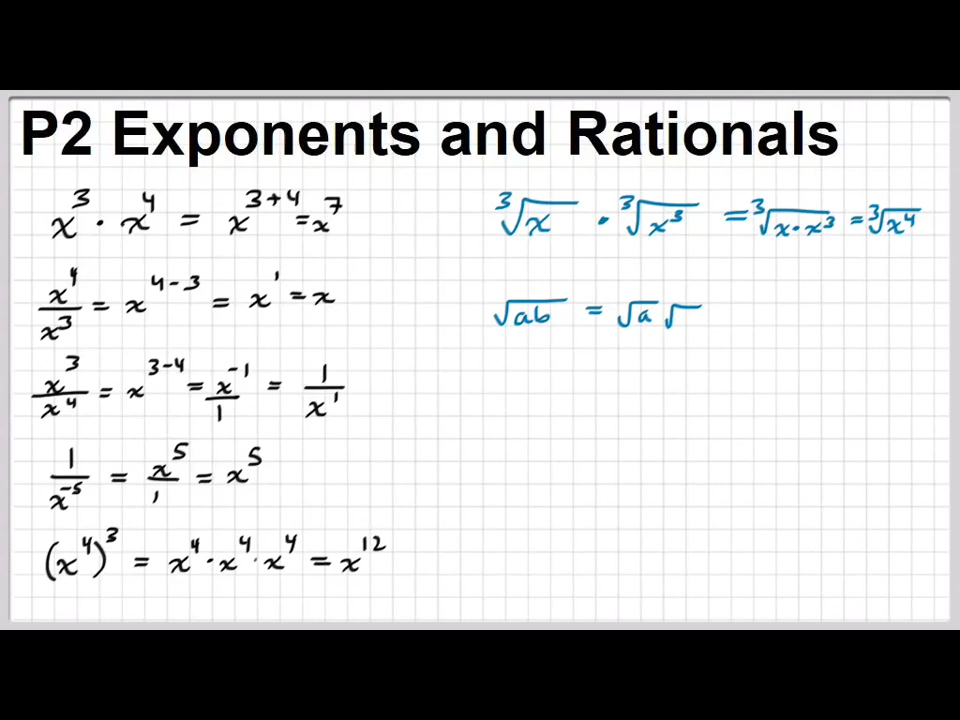 P2 Exponents and Rationals
x³ · x⁴ = x³⁺⁴ = x⁷
x⁴/x³ = x⁴⁻³ = x¹ = x
x³/x⁴ = x³⁻⁴ = x⁻¹/1 = 1/x¹
1/x⁻⁵ = x⁵/1 = x⁵
(x⁴)³ = x⁴ · x⁴ · x⁴ = x¹²
∛x · ∛x³ = ∛x·x³ = ∛x⁴
√ab = √a √